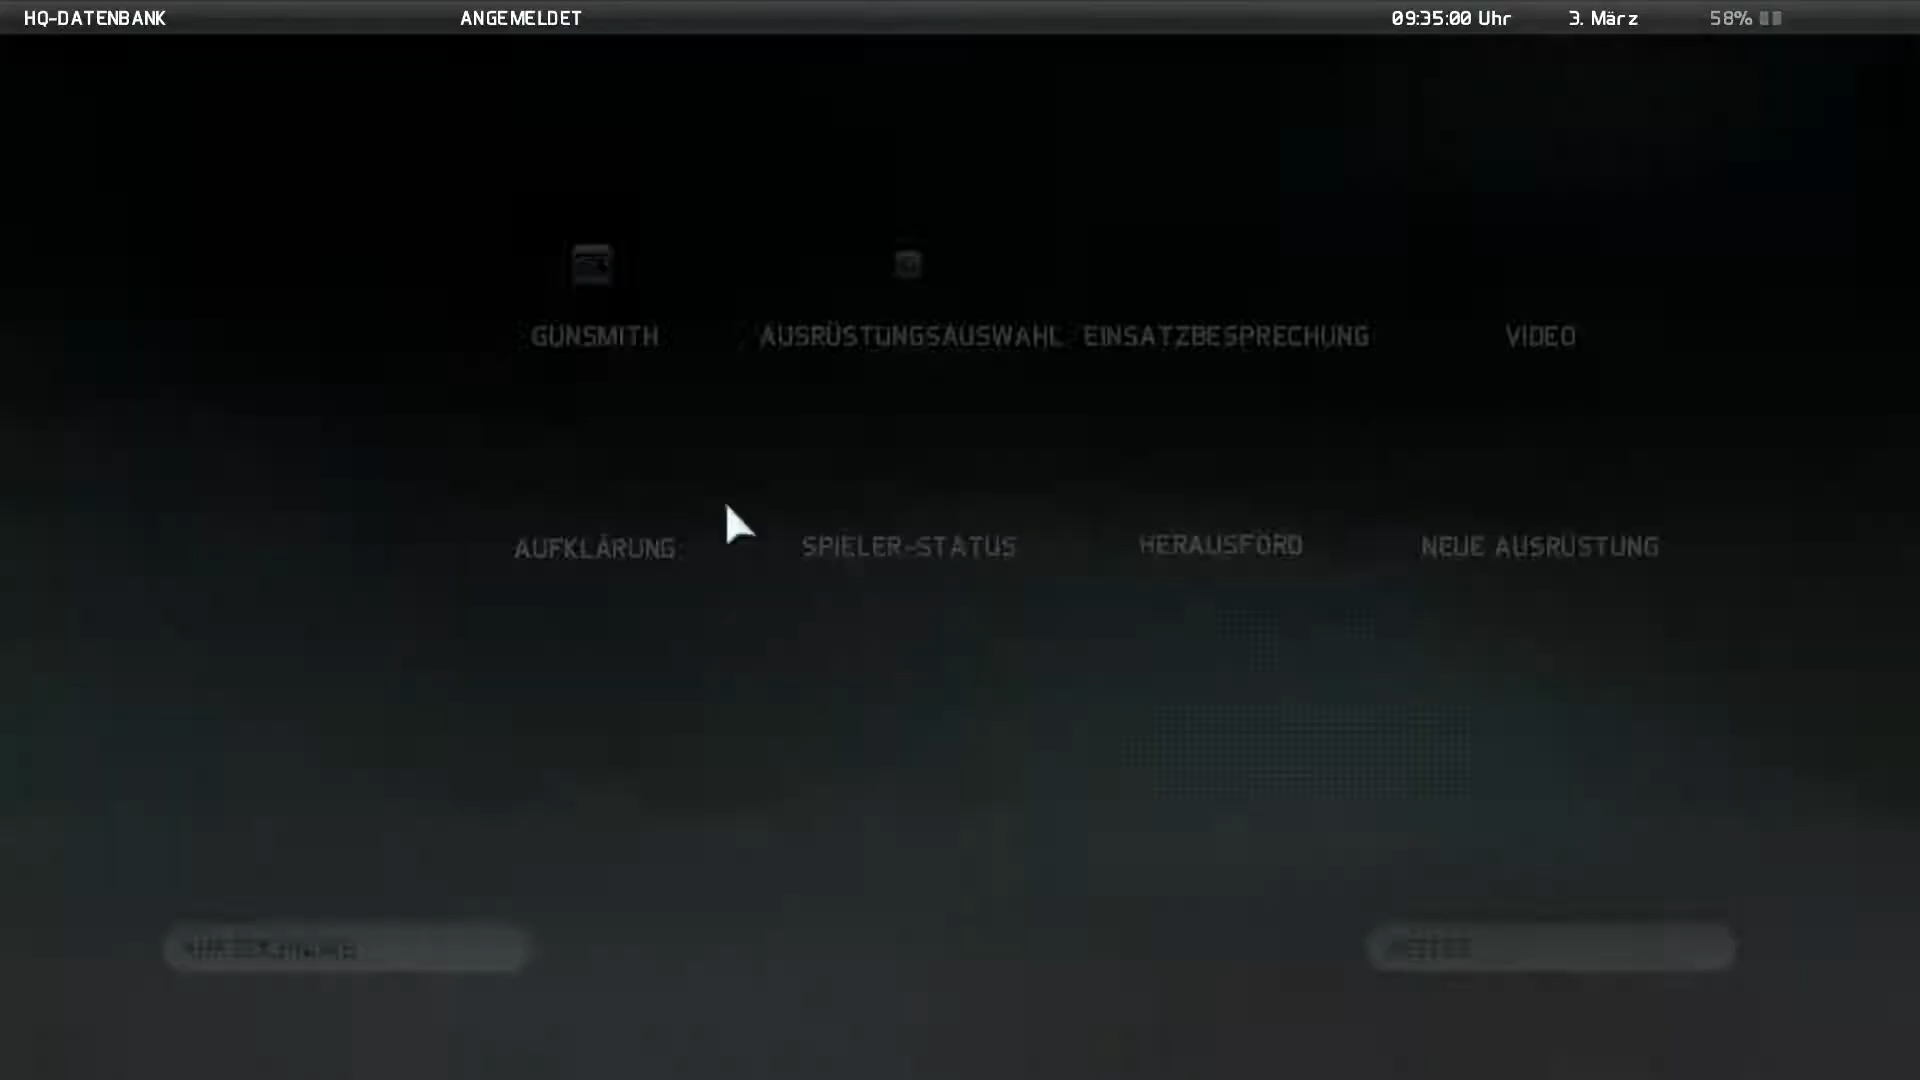 HQ-DATENBANK ANGEMELDET 09:35:00 Uhr 3. März 58%
GUNSMITH AUSRÜSTUNGSAUSWAHL EINSATZBESPRECHUNG VIDEO
AUFKLÄRUNG SPIELER-STATUS HERAUSFORD NEUE AUSRÜSTUNG